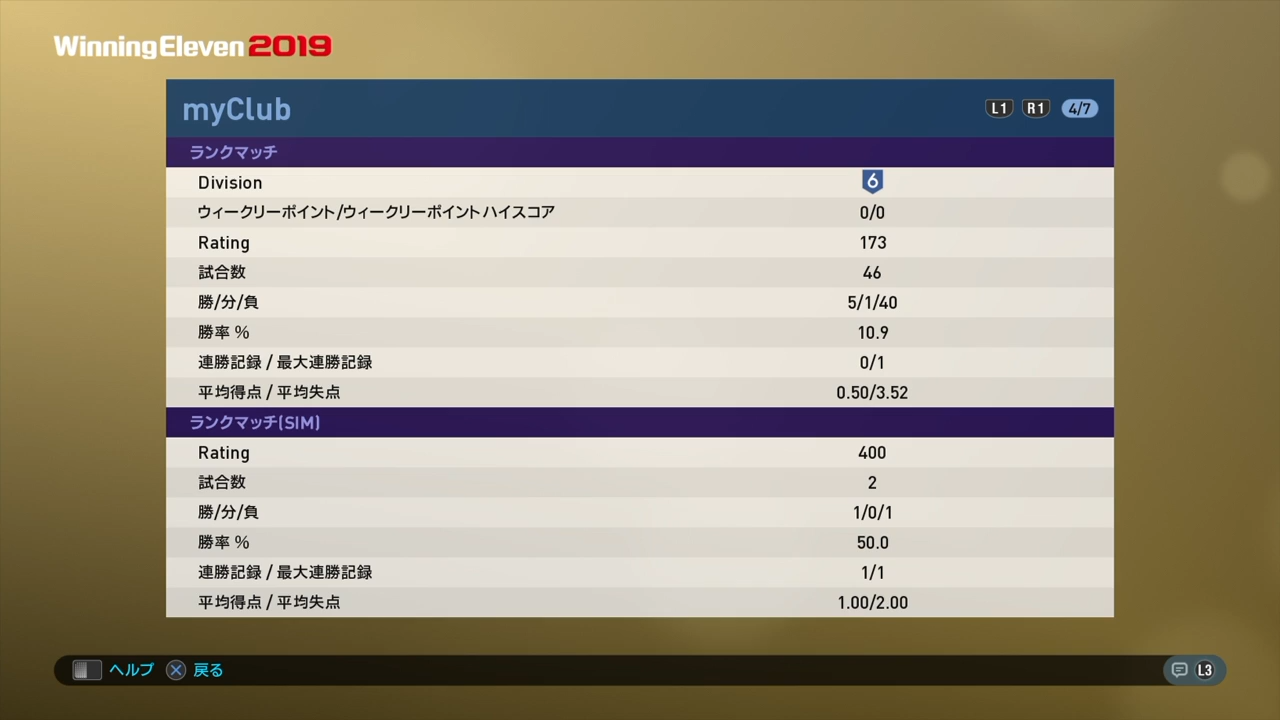 Winning Eleven 2019
myClub L1 R1 4/7
ランクマッチ
Division 6
ウィークリーポイント/ウィークリーポイントハイスコア 0/0
Rating 173
試合数 46
勝/分/負 5/1/40
勝率 % 10.9
連勝記録 / 最大連勝記録 0/1
平均得点 / 平均失点 0.50/3.52
ランクマッチ(SIM)
Rating 400
試合数 2
勝/分/負 1/0/1
勝率 % 50.0
連勝記録 / 最大連勝記録 1/1
平均得点 / 平均失点 1.00/2.00
ヘルプ 戻る L3